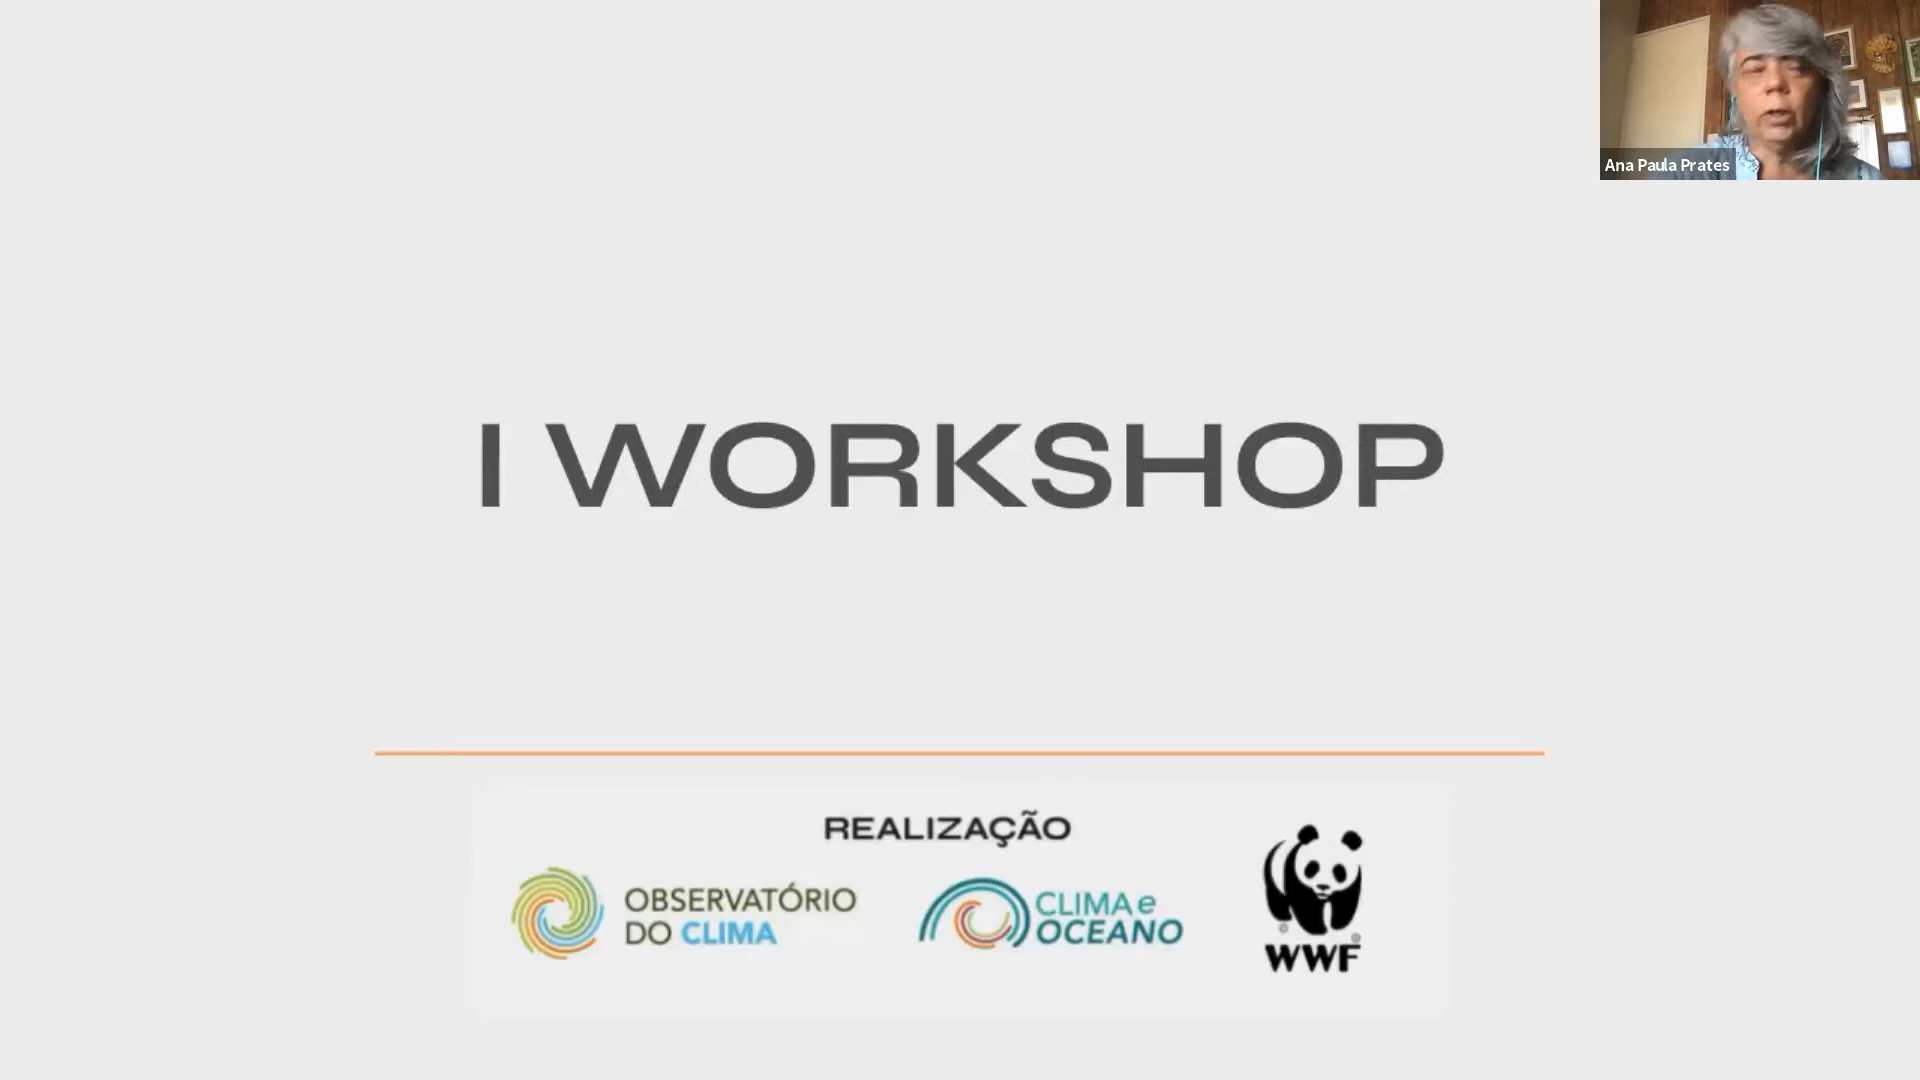 Ana Paula Prates
I WORKSHOP
REALIZAÇÃO
OBSERVATÓRIO
DO CLIMA
CLIMA e
OCEANO
WWF